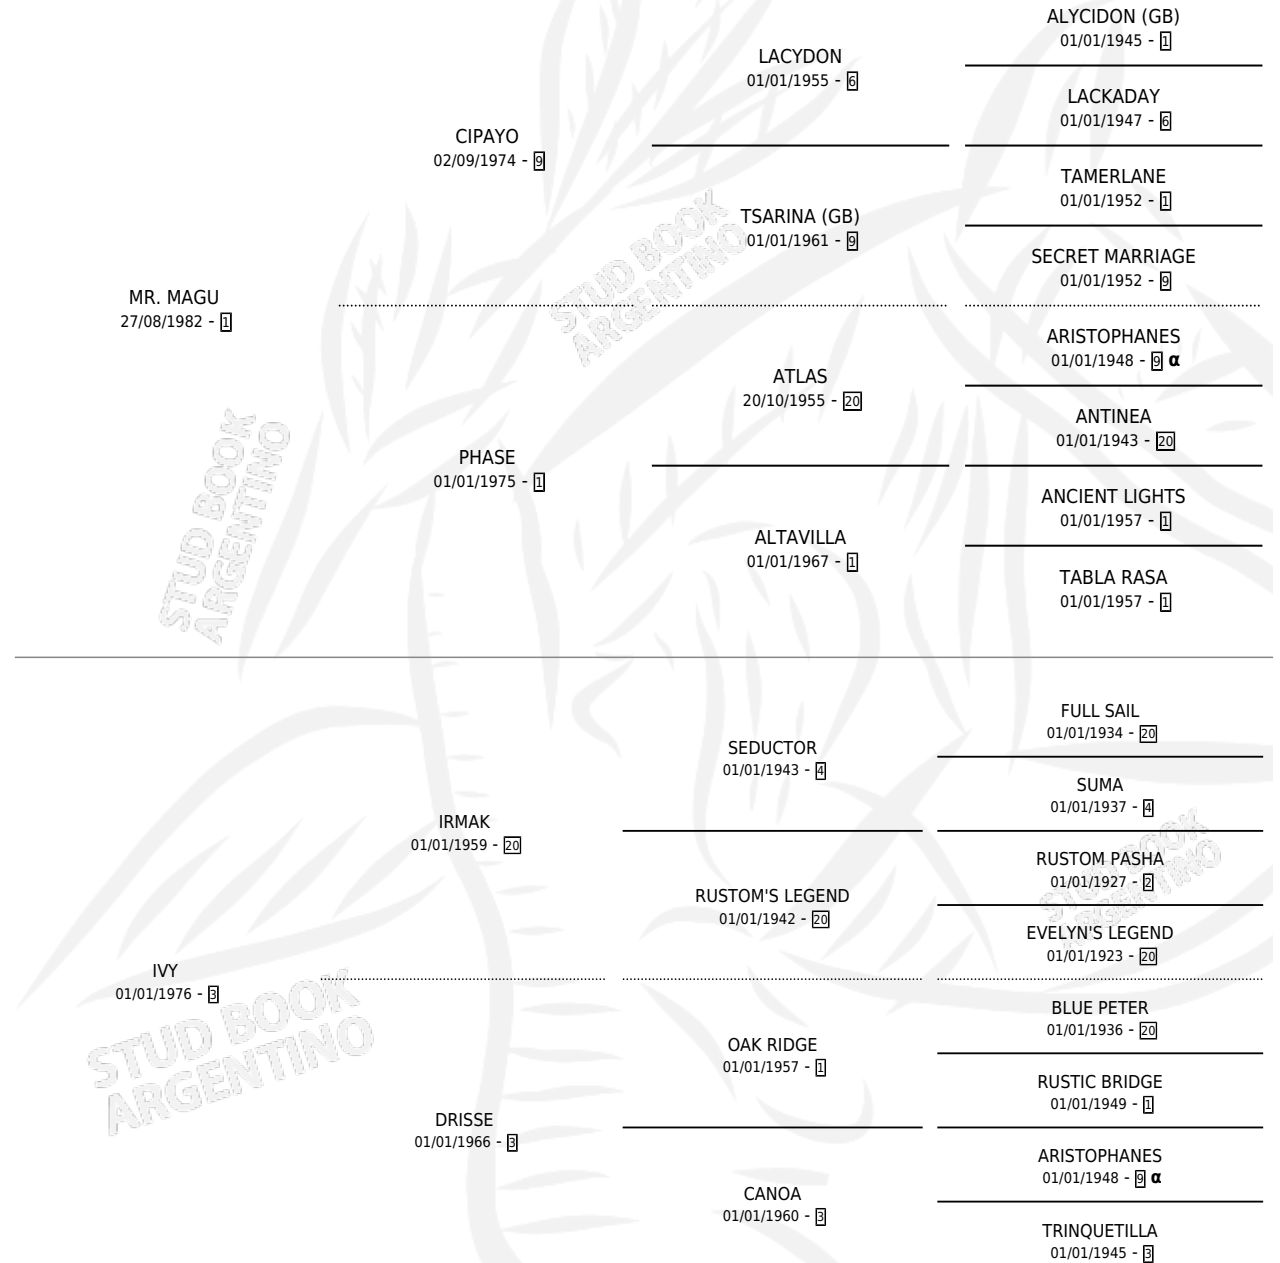 ALYCIDON (GB)
01/01/1945 - 1
LACYDON
01/01/1955 - 6
LACKADAY
01/01/1947 - 6
CIPAYO
02/09/1974 - 9
TAMERLANE
01/01/1952 - 1
TSARINA (GB)
01/01/1961 - 9
SECRET MARRIAGE
01/01/1952 - 9
MR. MAGU
27/08/1982 - 1
ARISTOPHANES
01/01/1948 - 9 α
ATLAS
20/10/1955 - 20
ANTINEA
01/01/1943 - 20
PHASE
01/01/1975 - 1
ANCIENT LIGHTS
01/01/1957 - 1
ALTAVILLA
01/01/1967 - 1
TABLA RASA
01/01/1957 - 1
STUD BOOK
ARGENTINO
STUD BOOK
ARGENTINO
FULL SAIL
01/01/1934 - 20
SEDUCTOR
01/01/1943 - 4
SUMA
01/01/1937 - 4
IRMAK
01/01/1959 - 20
RUSTOM PASHA
01/01/1927 - 2
RUSTOM'S LEGEND
01/01/1942 - 20
EVELYN'S LEGEND
01/01/1923 - 20
STUD BOOK
ARGENTINO
IVY
01/01/1976 - 3
STUD BOOK
ARGENTINO
BLUE PETER
01/01/1936 - 20
OAK RIDGE
01/01/1957 - 1
RUSTIC BRIDGE
01/01/1949 - 1
DRISSE
01/01/1966 - 3
ARISTOPHANES
01/01/1948 - 9 α
CANOA
01/01/1960 - 3
TRINQUETILLA
01/01/1945 - 3